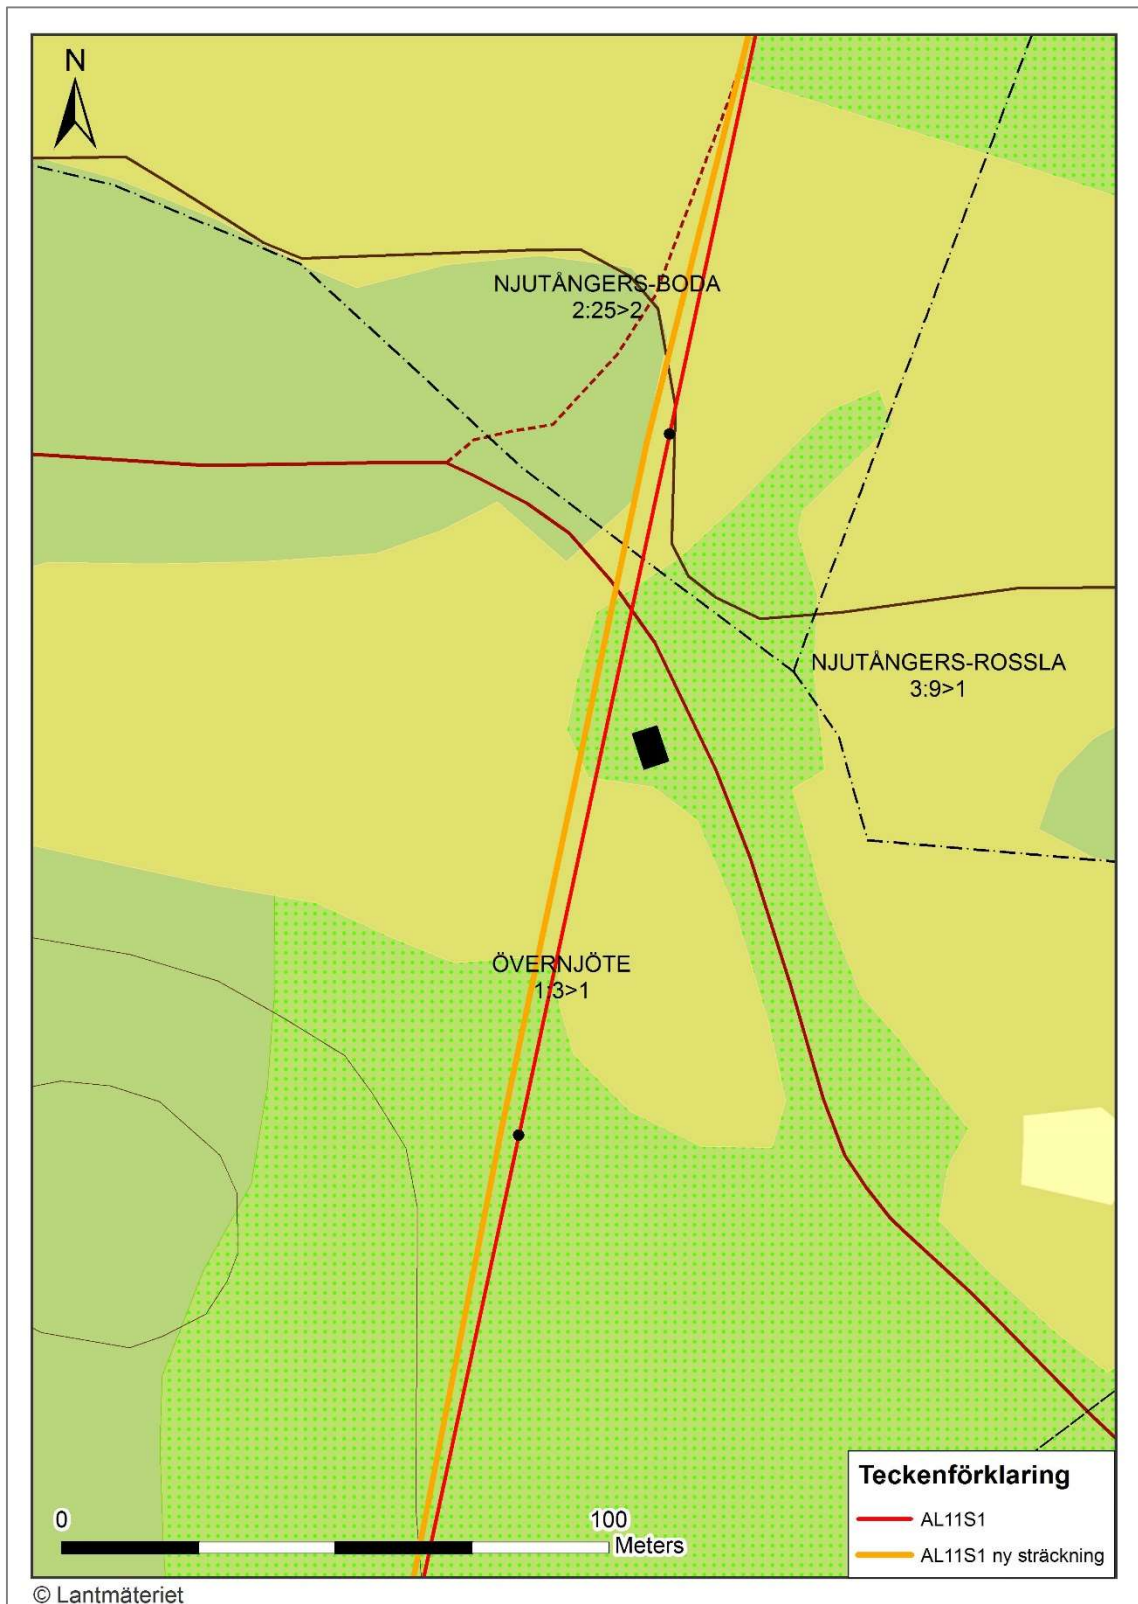 N
NJUTÅNGERS-BODA
2:25>2
NJUTÅNGERS-ROSSLA
3:9>1
ÖVERNJÖTE
1:3>1
0
100
Meters
Teckenförklaring
AL11S1
AL11S1 ny sträckning
© Lantmäteriet